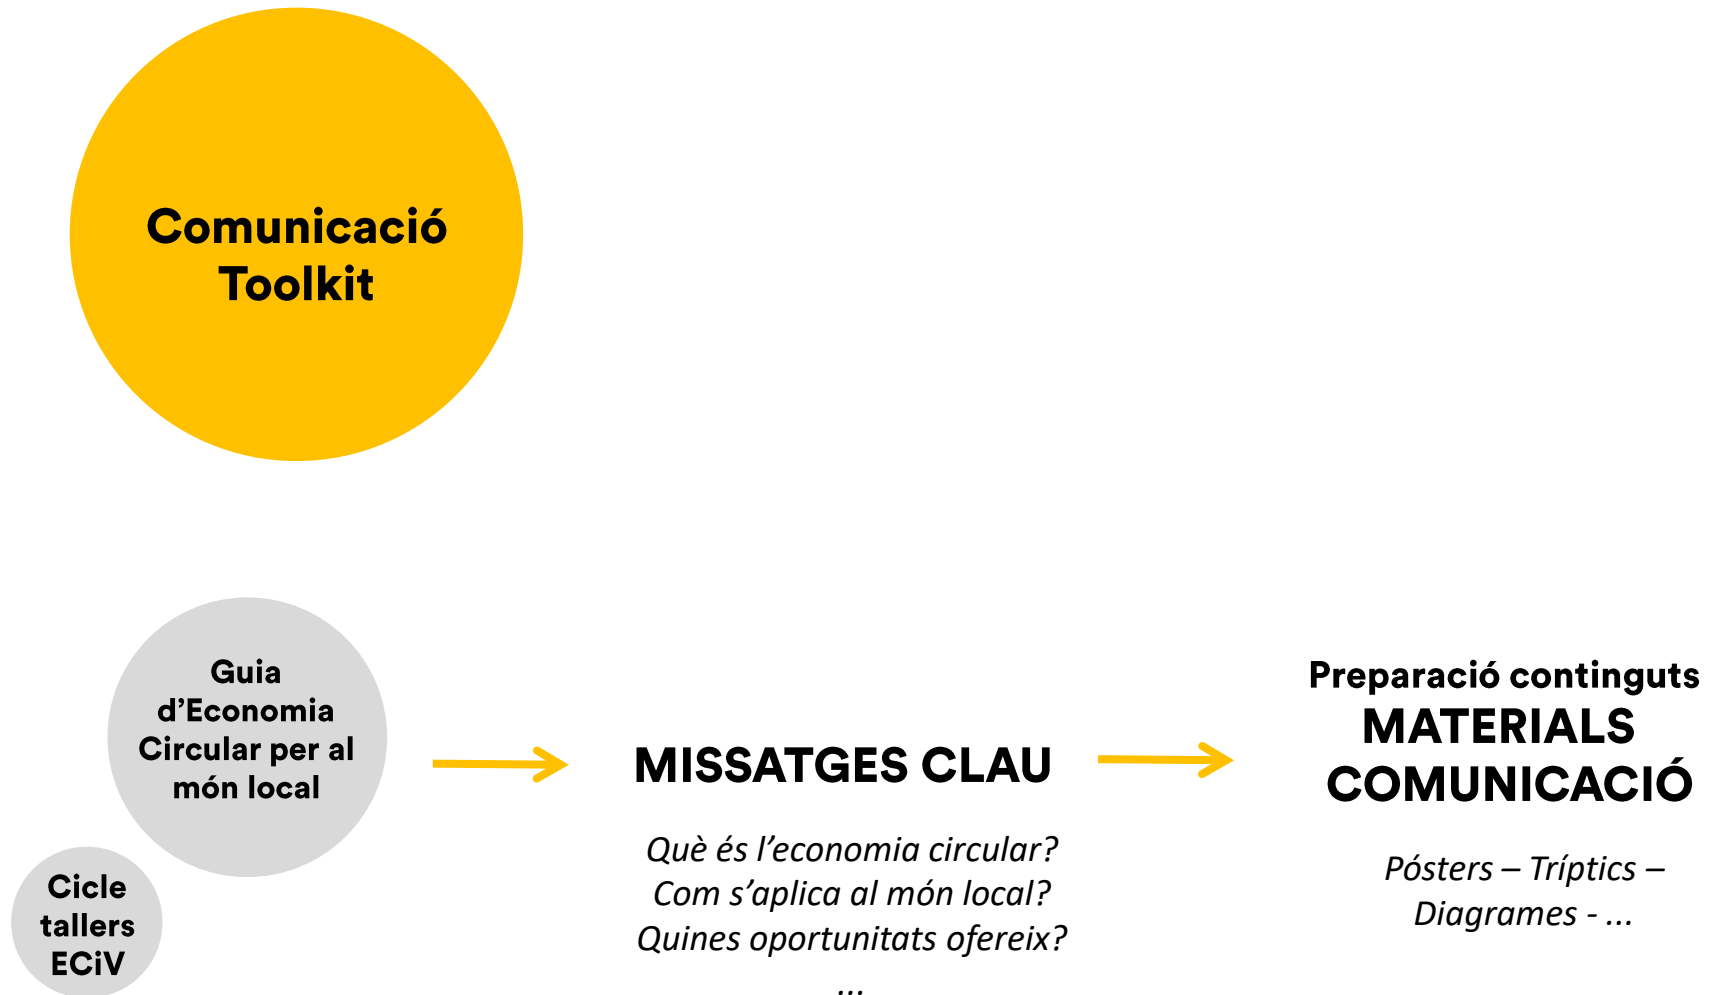 Comunicació
Toolkit
Guia
d’Economia
Circular per al
món local
Cicle
tallers
ECiV
MISSATGES CLAU
Què és l’economia circular?
Com s’aplica al món local?
Quines oportunitats ofereix?
...
Preparació continguts
MATERIALS
COMUNICACIÓ
Pósters – Tríptics –
Diagrames - ...